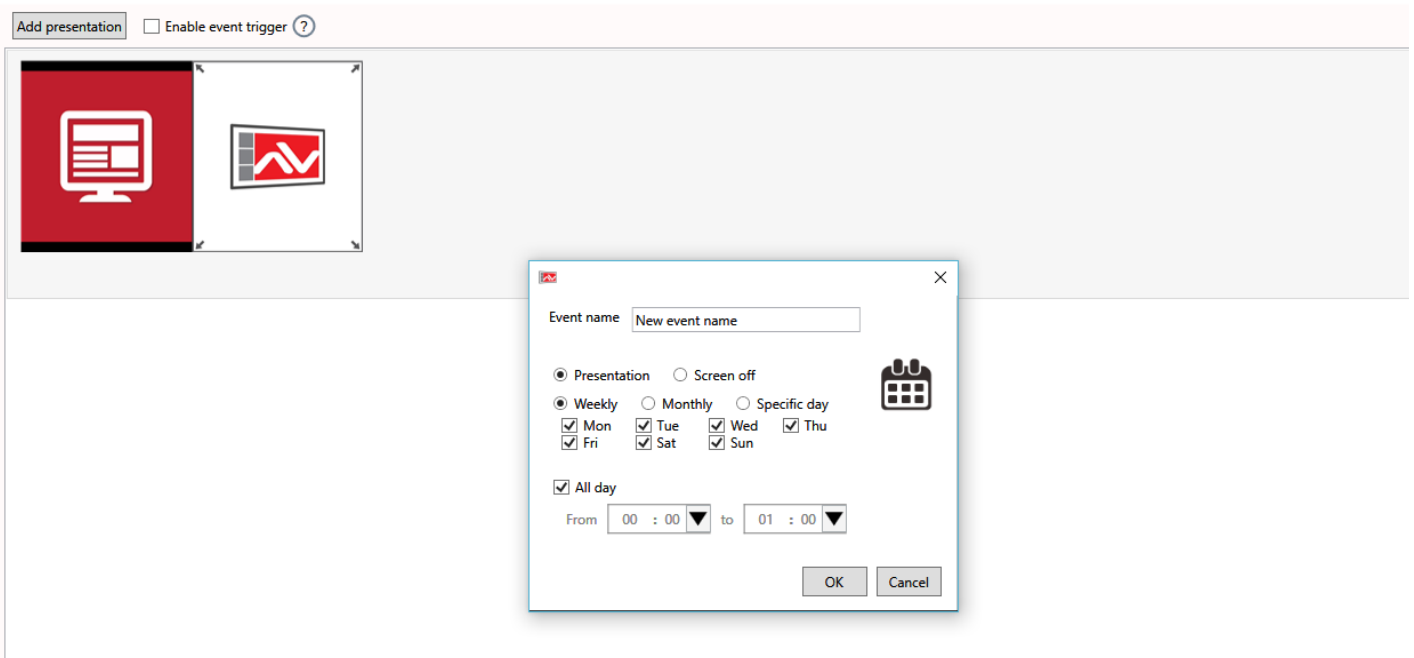 Add presentation Enable event trigger ?
Event name New event name
Presentation Screen off
Weekly Monthly Specific day
Mon Tue Wed Thu
Fri Sat Sun
All day
From 00 : 00 to 01 : 00
OK Cancel